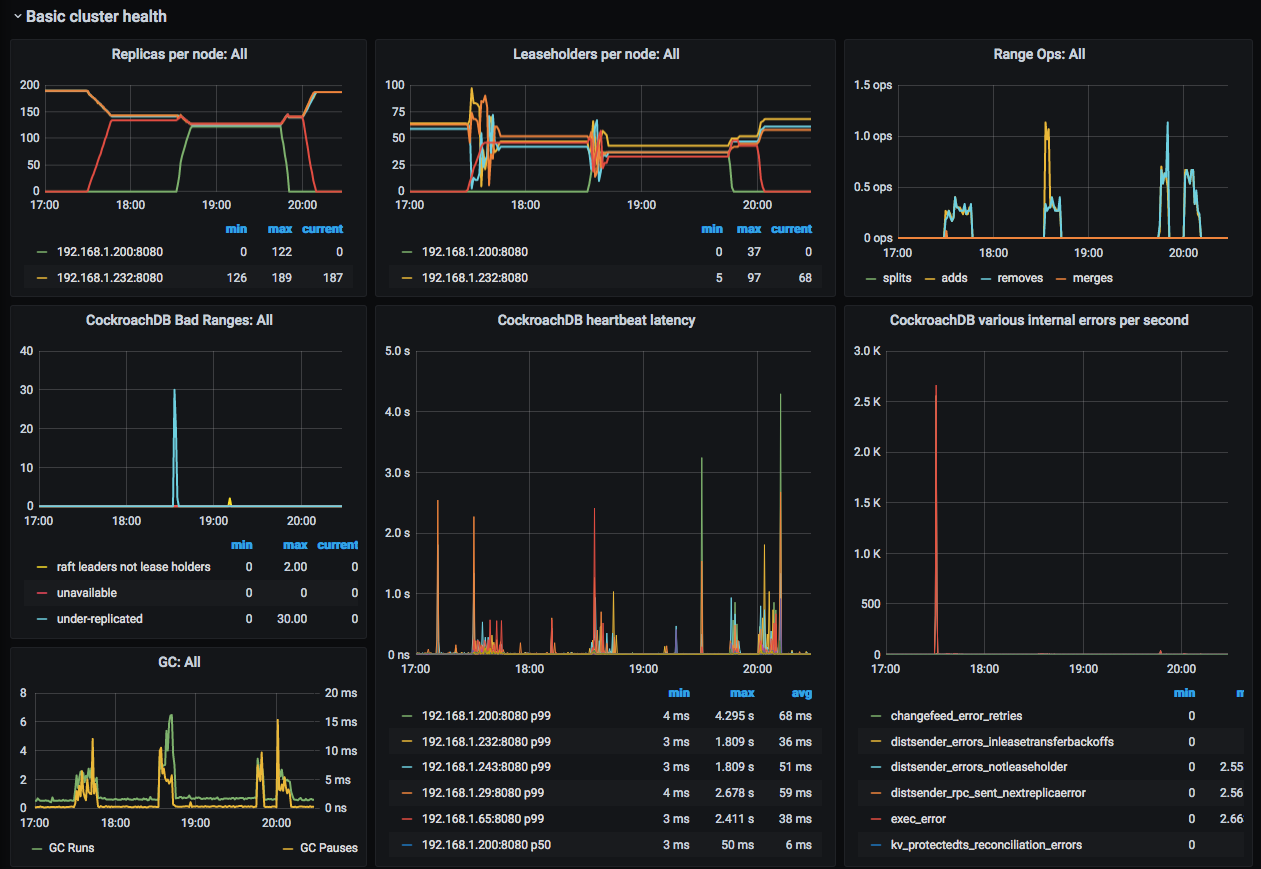 Basic cluster health
Replicas per node: All
200
150
100
50
0
17:00 18:00 19:00 20:00
min max current
192.168.1.200:8080 0 122 0
192.168.1.232:8080 126 189 187
Leaseholders per node: All
100
75
50
25
0
17:00 18:00 19:00 20:00
min max current
192.168.1.200:8080 0 37 0
192.168.1.232:8080 5 97 68
Range Ops: All
1.5 ops
1.0 ops
0.5 ops
0 ops
17:00 18:00 19:00 20:00
splits adds removes merges
CockroachDB Bad Ranges: All
40
30
20
10
0
17:00 18:00 19:00 20:00
min max current
raft leaders not lease holders 0 2.00 0
unavailable 0 0 0
under-replicated 0 30.00 0
GC: All
8 20 ms
6 15 ms
4 10 ms
2 5 ms
0 0 ns
17:00 18:00 19:00 20:00
GC Runs GC Pauses
CockroachDB heartbeat latency
5.0 s
4.0 s
3.0 s
2.0 s
1.0 s
0 ns
17:00 18:00 19:00 20:00
min max avg
192.168.1.200:8080 p99 4 ms 4.295 s 68 ms
192.168.1.232:8080 p99 3 ms 1.809 s 36 ms
192.168.1.243:8080 p99 3 ms 1.809 s 51 ms
192.168.1.29:8080 p99 4 ms 2.678 s 59 ms
192.168.1.65:8080 p99 3 ms 2.411 s 38 ms
192.168.1.200:8080 p50 3 ms 50 ms 6 ms
CockroachDB various internal errors per second
3.0 K
2.5 K
2.0 K
1.5 K
1.0 K
500
0
17:00 18:00 19:00 20:00
min
changefeed_error_retries 0
distsender_errors_inleasetransferbackoffs 0
distsender_errors_notleaseholder 0 2.55
distsender_rpc_sent_nextreplicaerror 0 2.56
exec_error 0 2.66
kv_protectedts_reconciliation_errors 0